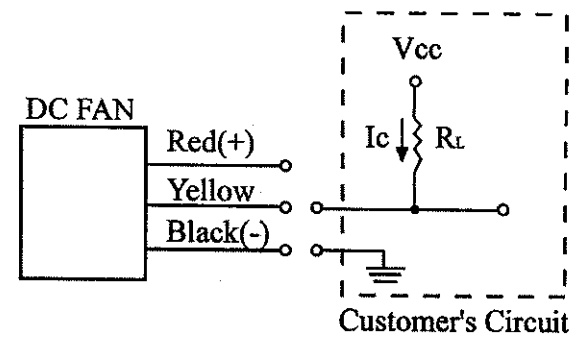 Vcc
DC FAN
Red(+)
Ic RL
Yellow
Black(-)
Customer's Circuit